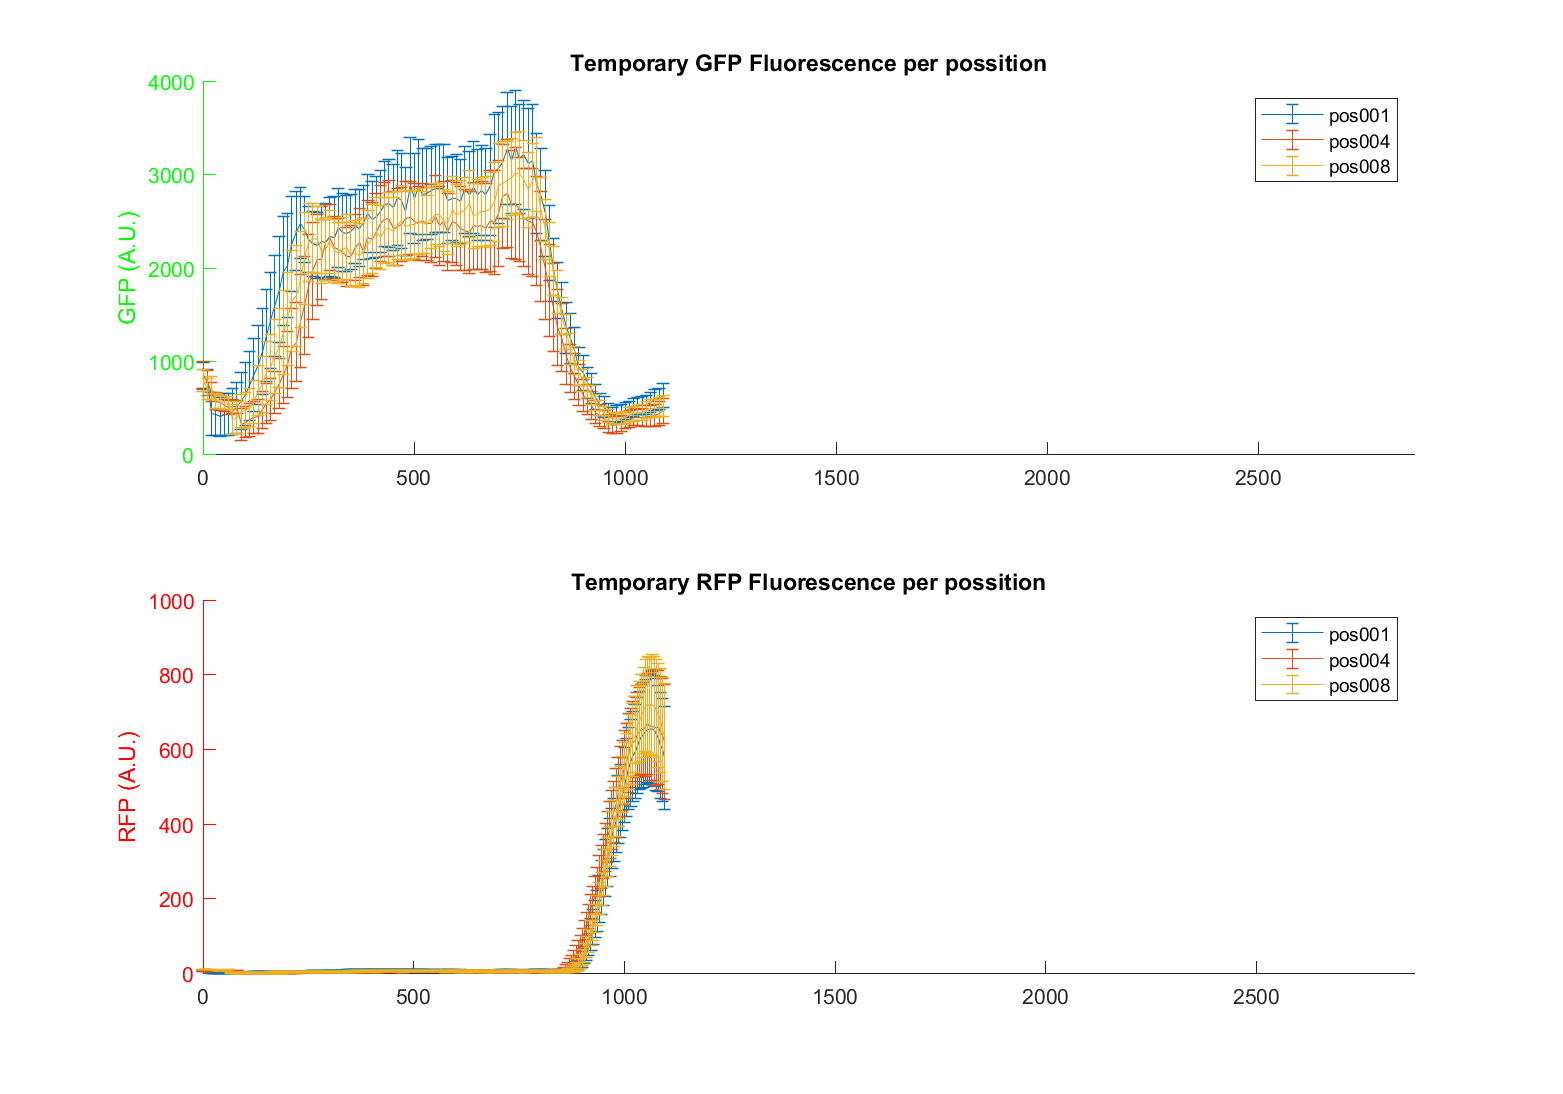 Temporary GFP Fluorescence per possition
GFP (A.U.)
4000
3000
2000
1000
0
0 500 1000 1500 2000 2500
pos001
pos004
pos008
Temporary RFP Fluorescence per possition
RFP (A.U.)
1000
800
600
400
200
0
0 500 1000 1500 2000 2500
pos001
pos004
pos008